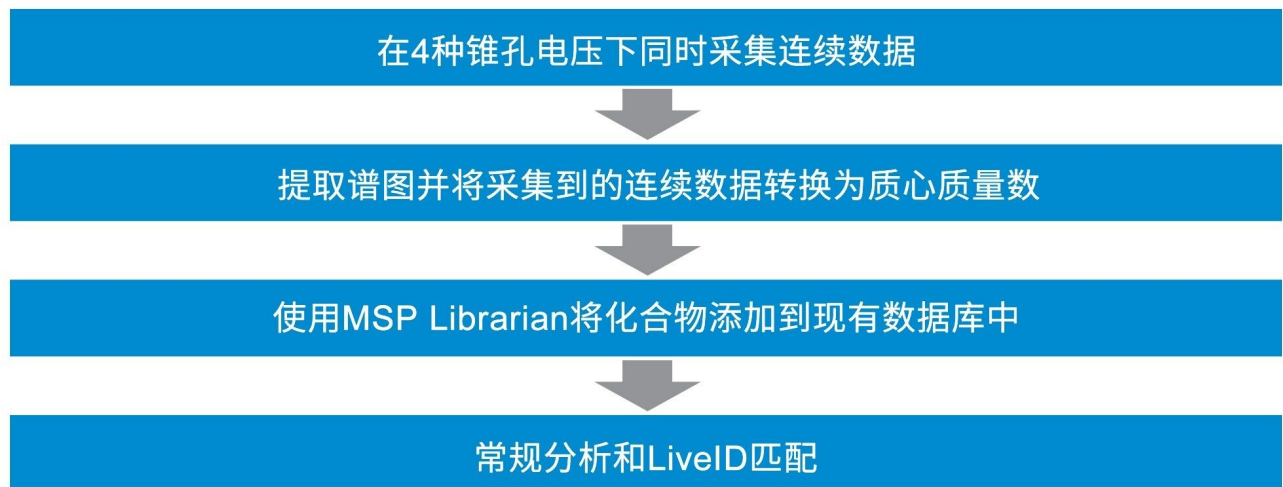 在4种锥孔电压下同时采集连续数据
提取谱图并将采集到的连续数据转换为质心质量数
使用MSP Librarian将化合物添加到现有数据库中
常规分析和LiveID匹配